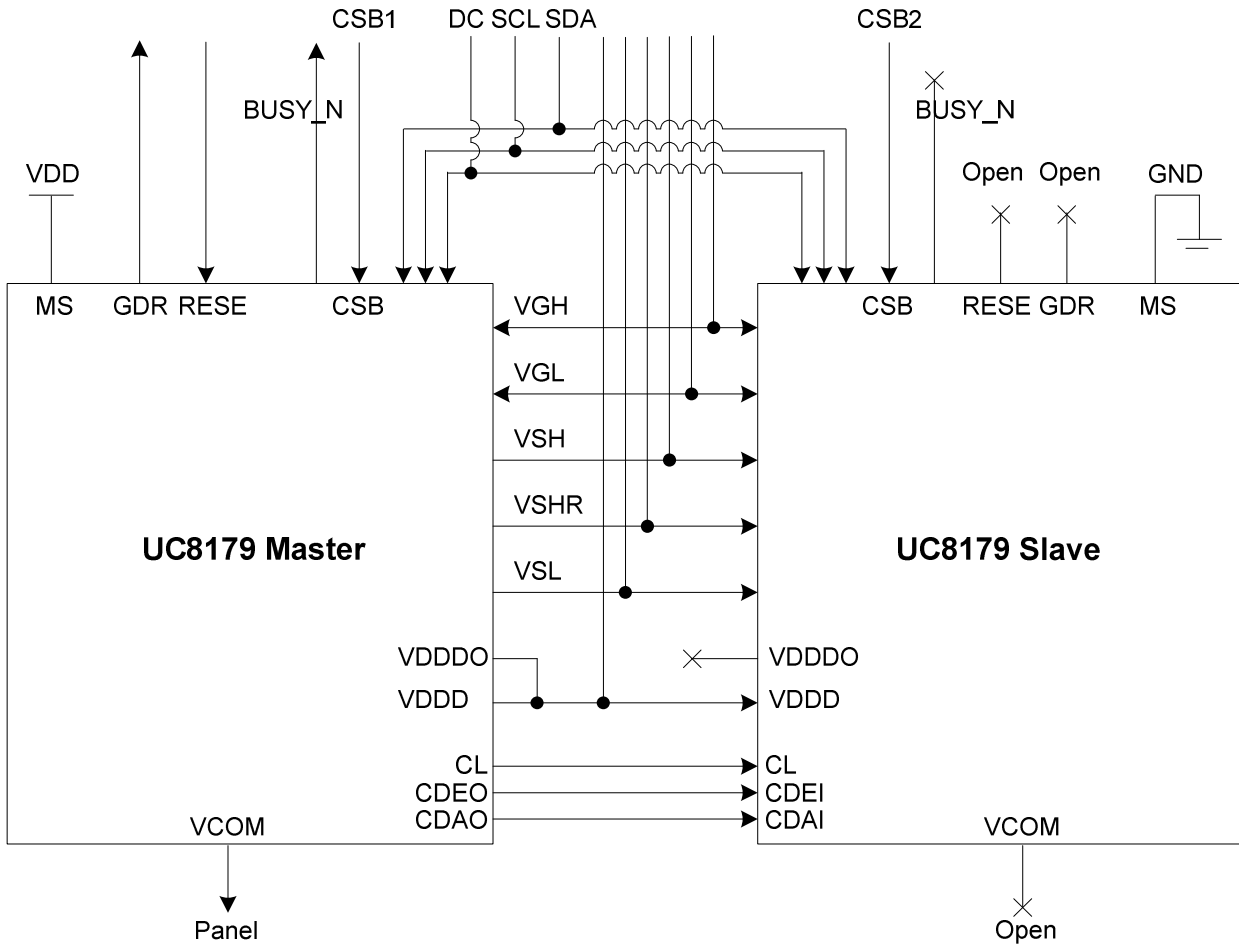 CSB1 DC SCL SDA CSB2
BUSY_N BUSY_N
VDD Open Open GND
MS GDR RESE CSB CSB RESE GDR MS
VGH
VGL
VSH
VSHR
UC8179 Master UC8179 Slave
VSL
VDDDO VDDDO
VDDD VDDD
CL CL
CDEO CDEI
CDAO CDAI
VCOM VCOM
Panel Open